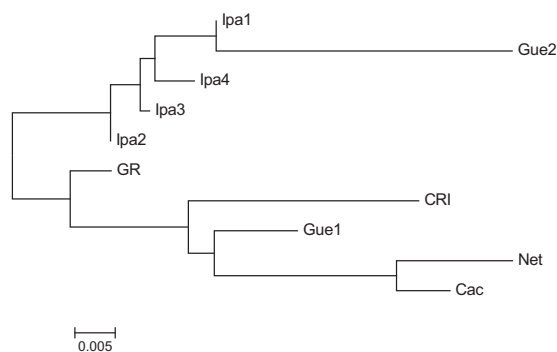 Ipa1
Gue2
Ipa4
Ipa3
Ipa2
GR
CRI
Gue1
Net
Cac
0.005